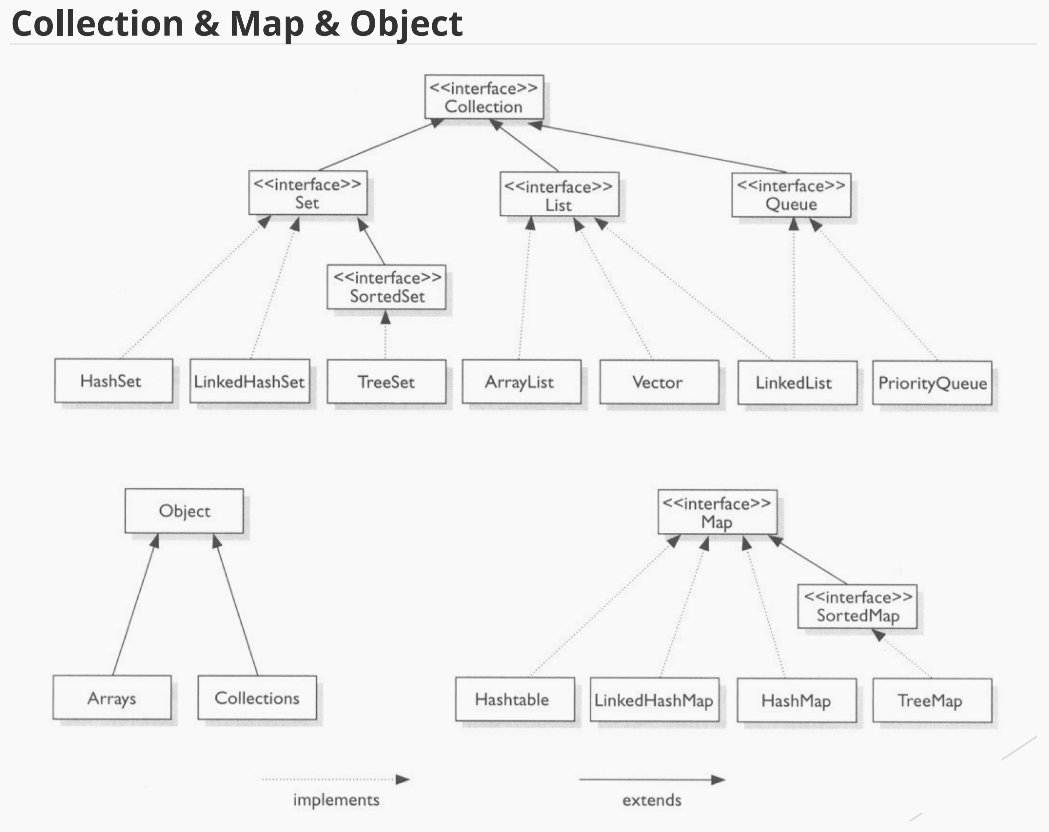 Collection & Map & Object
<<interface>>
Collection
<<interface>>
Set
<<interface>>
List
<<interface>>
Queue
<<interface>>
SortedSet
HashSet
LinkedHashSet
TreeSet
ArrayList
Vector
LinkedList
PriorityQueue
Object
<<interface>>
Map
<<interface>>
SortedMap
Arrays
Collections
Hashtable
LinkedHashMap
HashMap
TreeMap
implements
extends